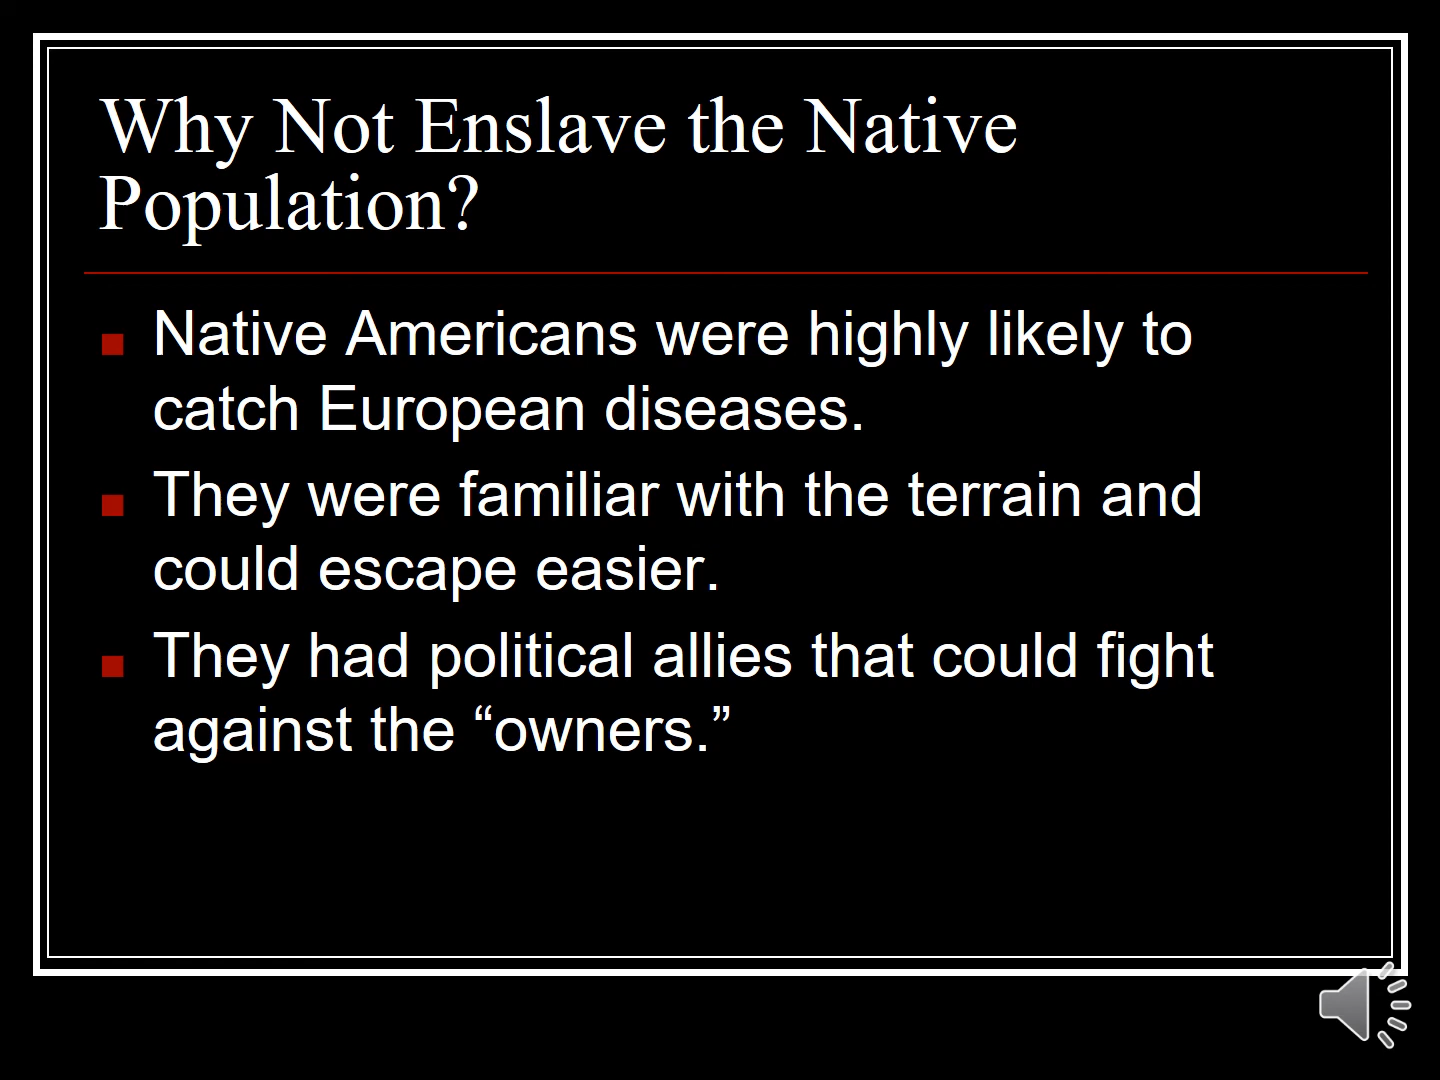 Why Not Enslave the Native
Population?
Native Americans were highly likely to
catch European diseases.
They were familiar with the terrain and
could escape easier.
They had political allies that could fight
against the “owners.”